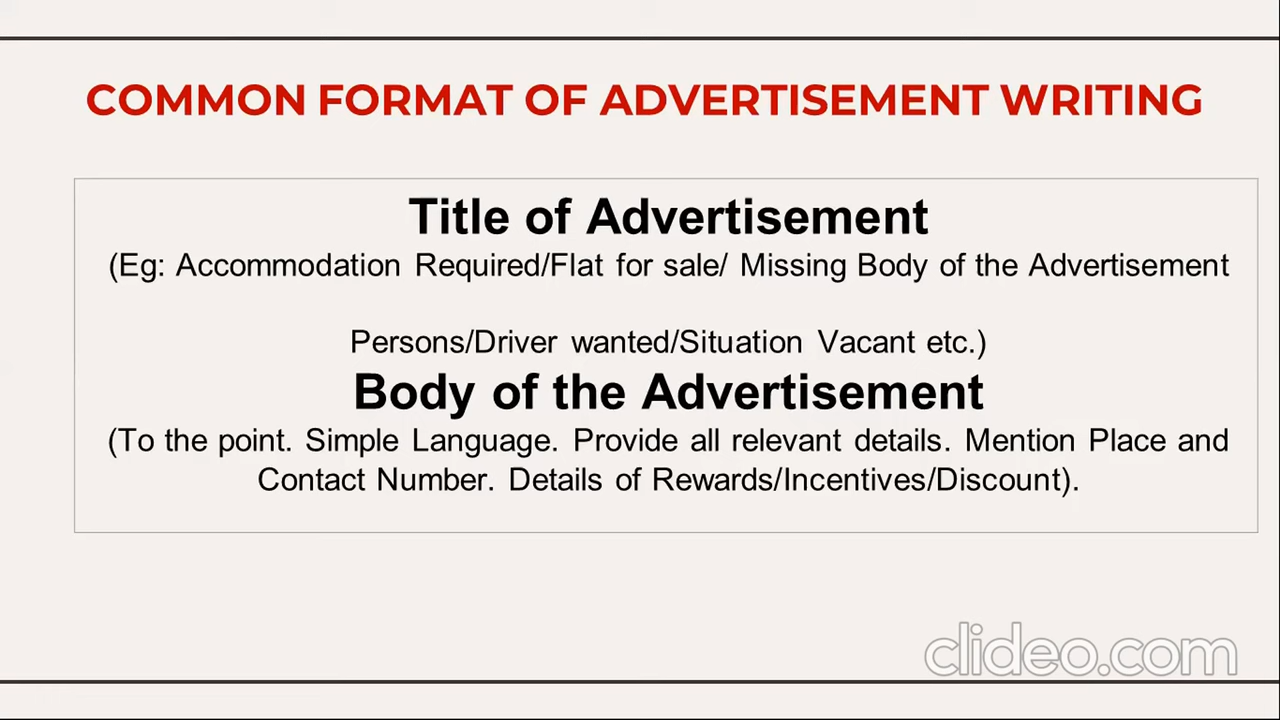 COMMON FORMAT OF ADVERTISEMENT WRITING
Title of Advertisement
(Eg: Accommodation Required/Flat for sale/ Missing Body of the Advertisement
Persons/Driver wanted/Situation Vacant etc.)
Body of the Advertisement
(To the point. Simple Language. Provide all relevant details. Mention Place and
Contact Number. Details of Rewards/Incentives/Discount).
clideo.com